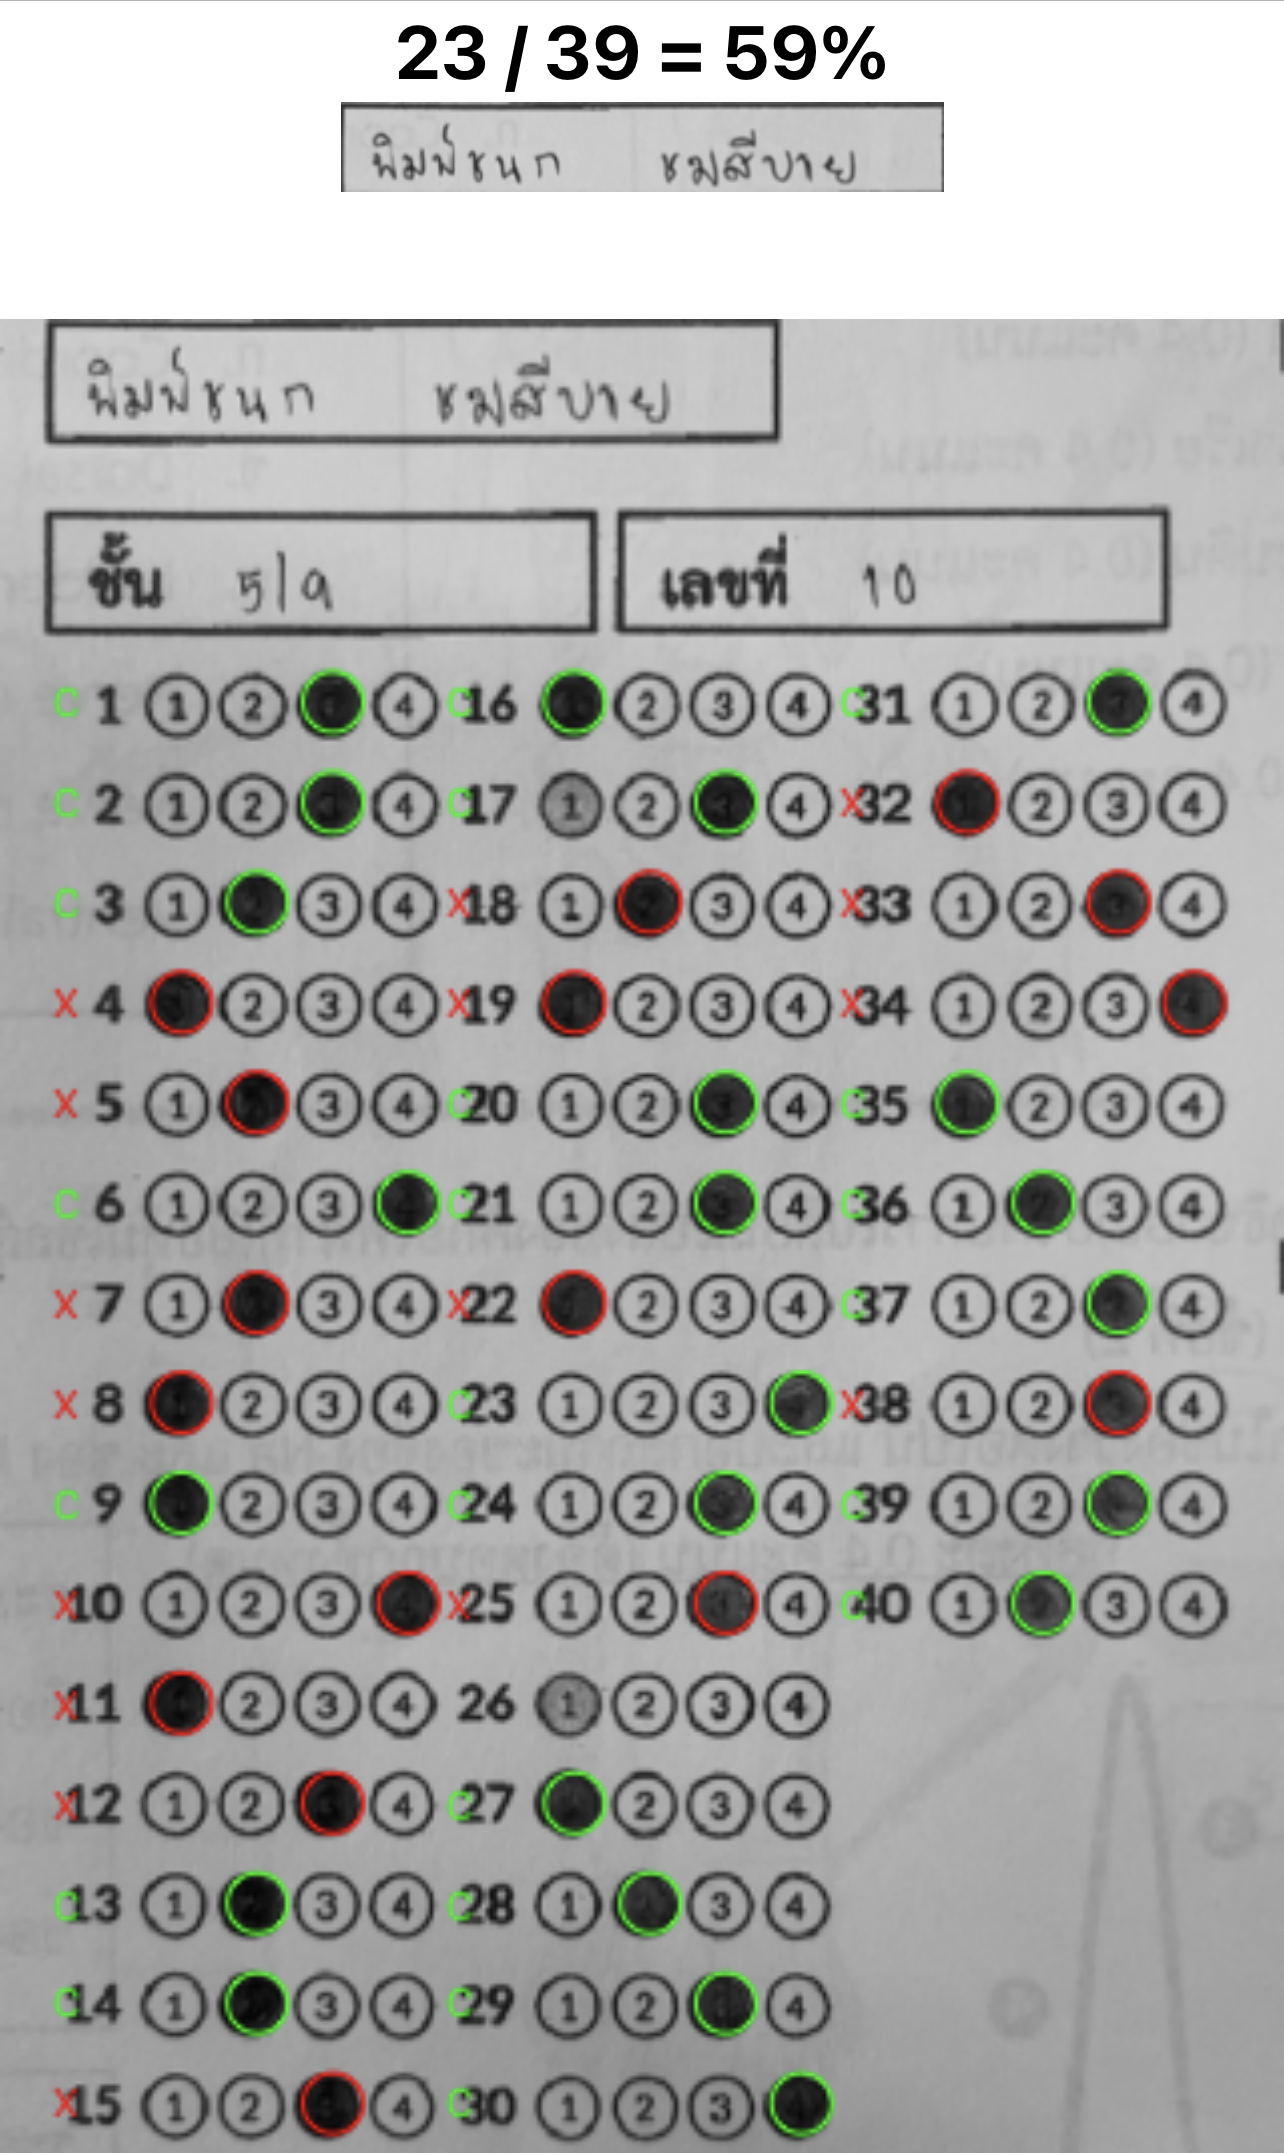 23 / 39 = 59%
พิมพ์ชนก ชมสีบาย
พิมพ์ชนก ชมสีบาย
ชั้น 5/9 เลขที่ 10
C 1 1 2 3 4 C 16 1 2 3 4 C 31 1 2 3 4
C 2 1 2 3 4 C 17 1 2 3 4 X 32 1 2 3 4
C 3 1 2 3 4 X 18 1 2 3 4 X 33 1 2 3 4
X 4 1 2 3 4 X 19 1 2 3 4 X 34 1 2 3 4
X 5 1 2 3 4 C 20 1 2 3 4 C 35 1 2 3 4
C 6 1 2 3 4 C 21 1 2 3 4 C 36 1 2 3 4
X 7 1 2 3 4 X 22 1 2 3 4 C 37 1 2 3 4
X 8 1 2 3 4 C 23 1 2 3 4 X 38 1 2 3 4
C 9 1 2 3 4 C 24 1 2 3 4 C 39 1 2 3 4
X 10 1 2 3 4 X 25 1 2 3 4 C 40 1 2 3 4
X 11 1 2 3 4 26 1 2 3 4
X 12 1 2 3 4 C 27 1 2 3 4
C 13 1 2 3 4 C 28 1 2 3 4
C 14 1 2 3 4 C 29 1 2 3 4
X 15 1 2 3 4 C 30 1 2 3 4